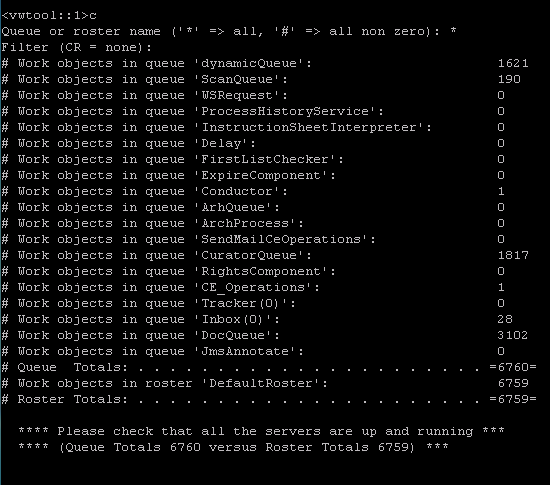 <vwtool::1>c
Queue or roster name ('*' => all, '#' => all non zero): *
Filter (CR = none):
# Work objects in queue 'dynamicQueue': 1621
# Work objects in queue 'ScanQueue': 190
# Work objects in queue 'WSRequest': 0
# Work objects in queue 'ProcessHistoryService': 0
# Work objects in queue 'InstructionSheetInterpreter': 0
# Work objects in queue 'Delay': 0
# Work objects in queue 'FirstListChecker': 0
# Work objects in queue 'ExpireComponent': 0
# Work objects in queue 'Conductor': 1
# Work objects in queue 'ArhQueue': 0
# Work objects in queue 'ArchProcess': 0
# Work objects in queue 'SendMailCeOperations': 0
# Work objects in queue 'CuratorQueue': 1817
# Work objects in queue 'RightsComponent': 0
# Work objects in queue 'CE_Operations': 1
# Work objects in queue 'Tracker(0)': 0
# Work objects in queue 'Inbox(0)': 28
# Work objects in queue 'DocQueue': 3102
# Work objects in queue 'JmsAnnotate': 0
# Queue  Totals: . . . . . . . . . . . . . . . . . . . . . . . =6760=
# Work objects in roster 'DefaultRoster': 6759
# Roster Totals: . . . . . . . . . . . . . . . . . . . . . . . =6759=
**** Please check that all the servers are up and running ***
**** (Queue Totals 6760 versus Roster Totals 6759) ***